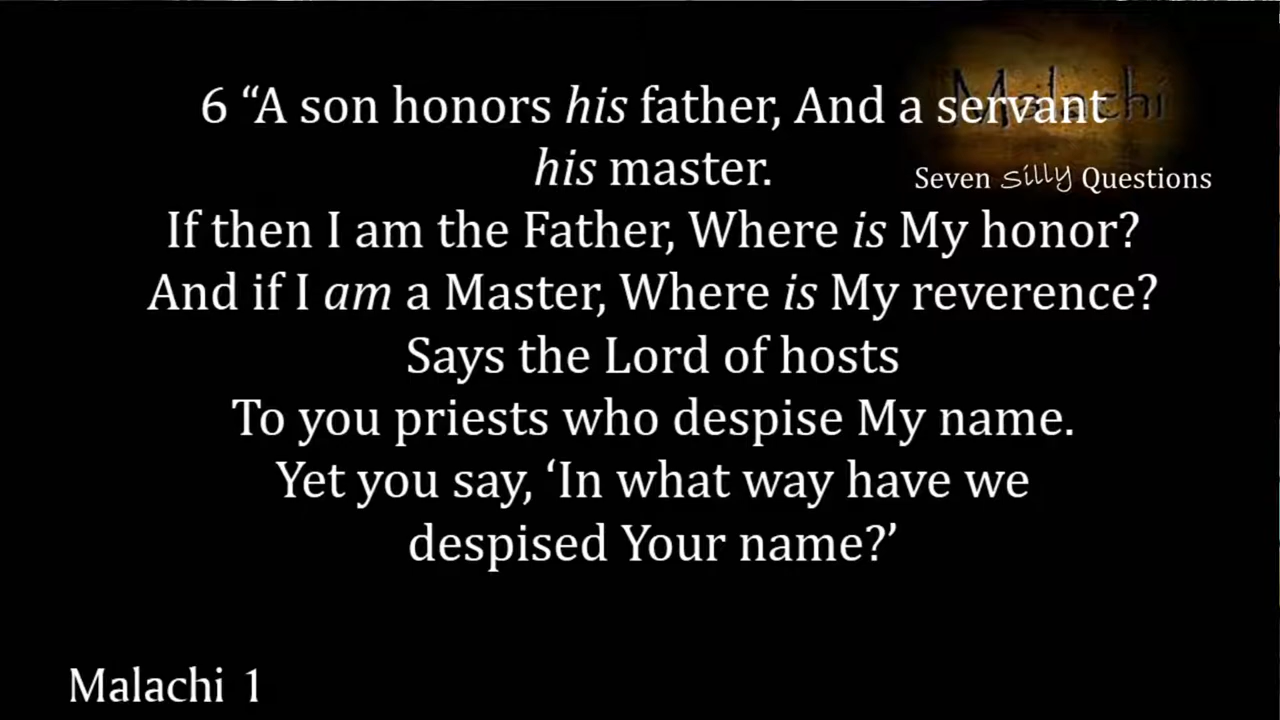 Malachi
6 “A son honors his father, And a servant
his master.
Seven Silly Questions
If then I am the Father, Where is My honor?
And if I am a Master, Where is My reverence?
Says the Lord of hosts
To you priests who despise My name.
Yet you say, ‘In what way have we
despised Your name?’
Malachi 1